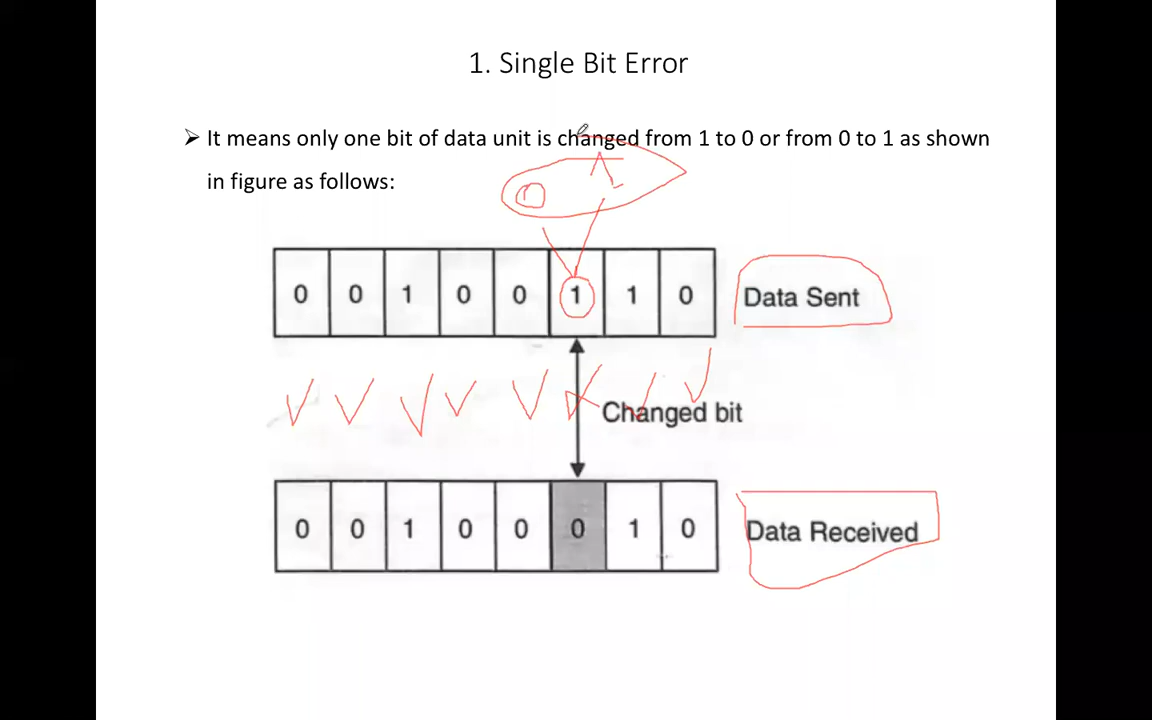 1. Single Bit Error
➢ It means only one bit of data unit is changed from 1 to 0 or from 0 to 1 as shown
in figure as follows:
0 0 1 0 0 1 1 0 Data Sent
Changed bit
0 0 1 0 0 0 1 0 Data Received